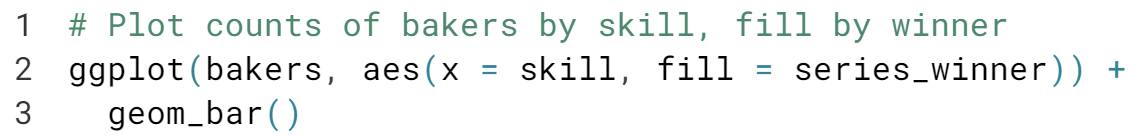 1 # Plot counts of bakers by skill, fill by winner
2 ggplot(bakers, aes(x = skill, fill = series_winner)) +
3   geom_bar()